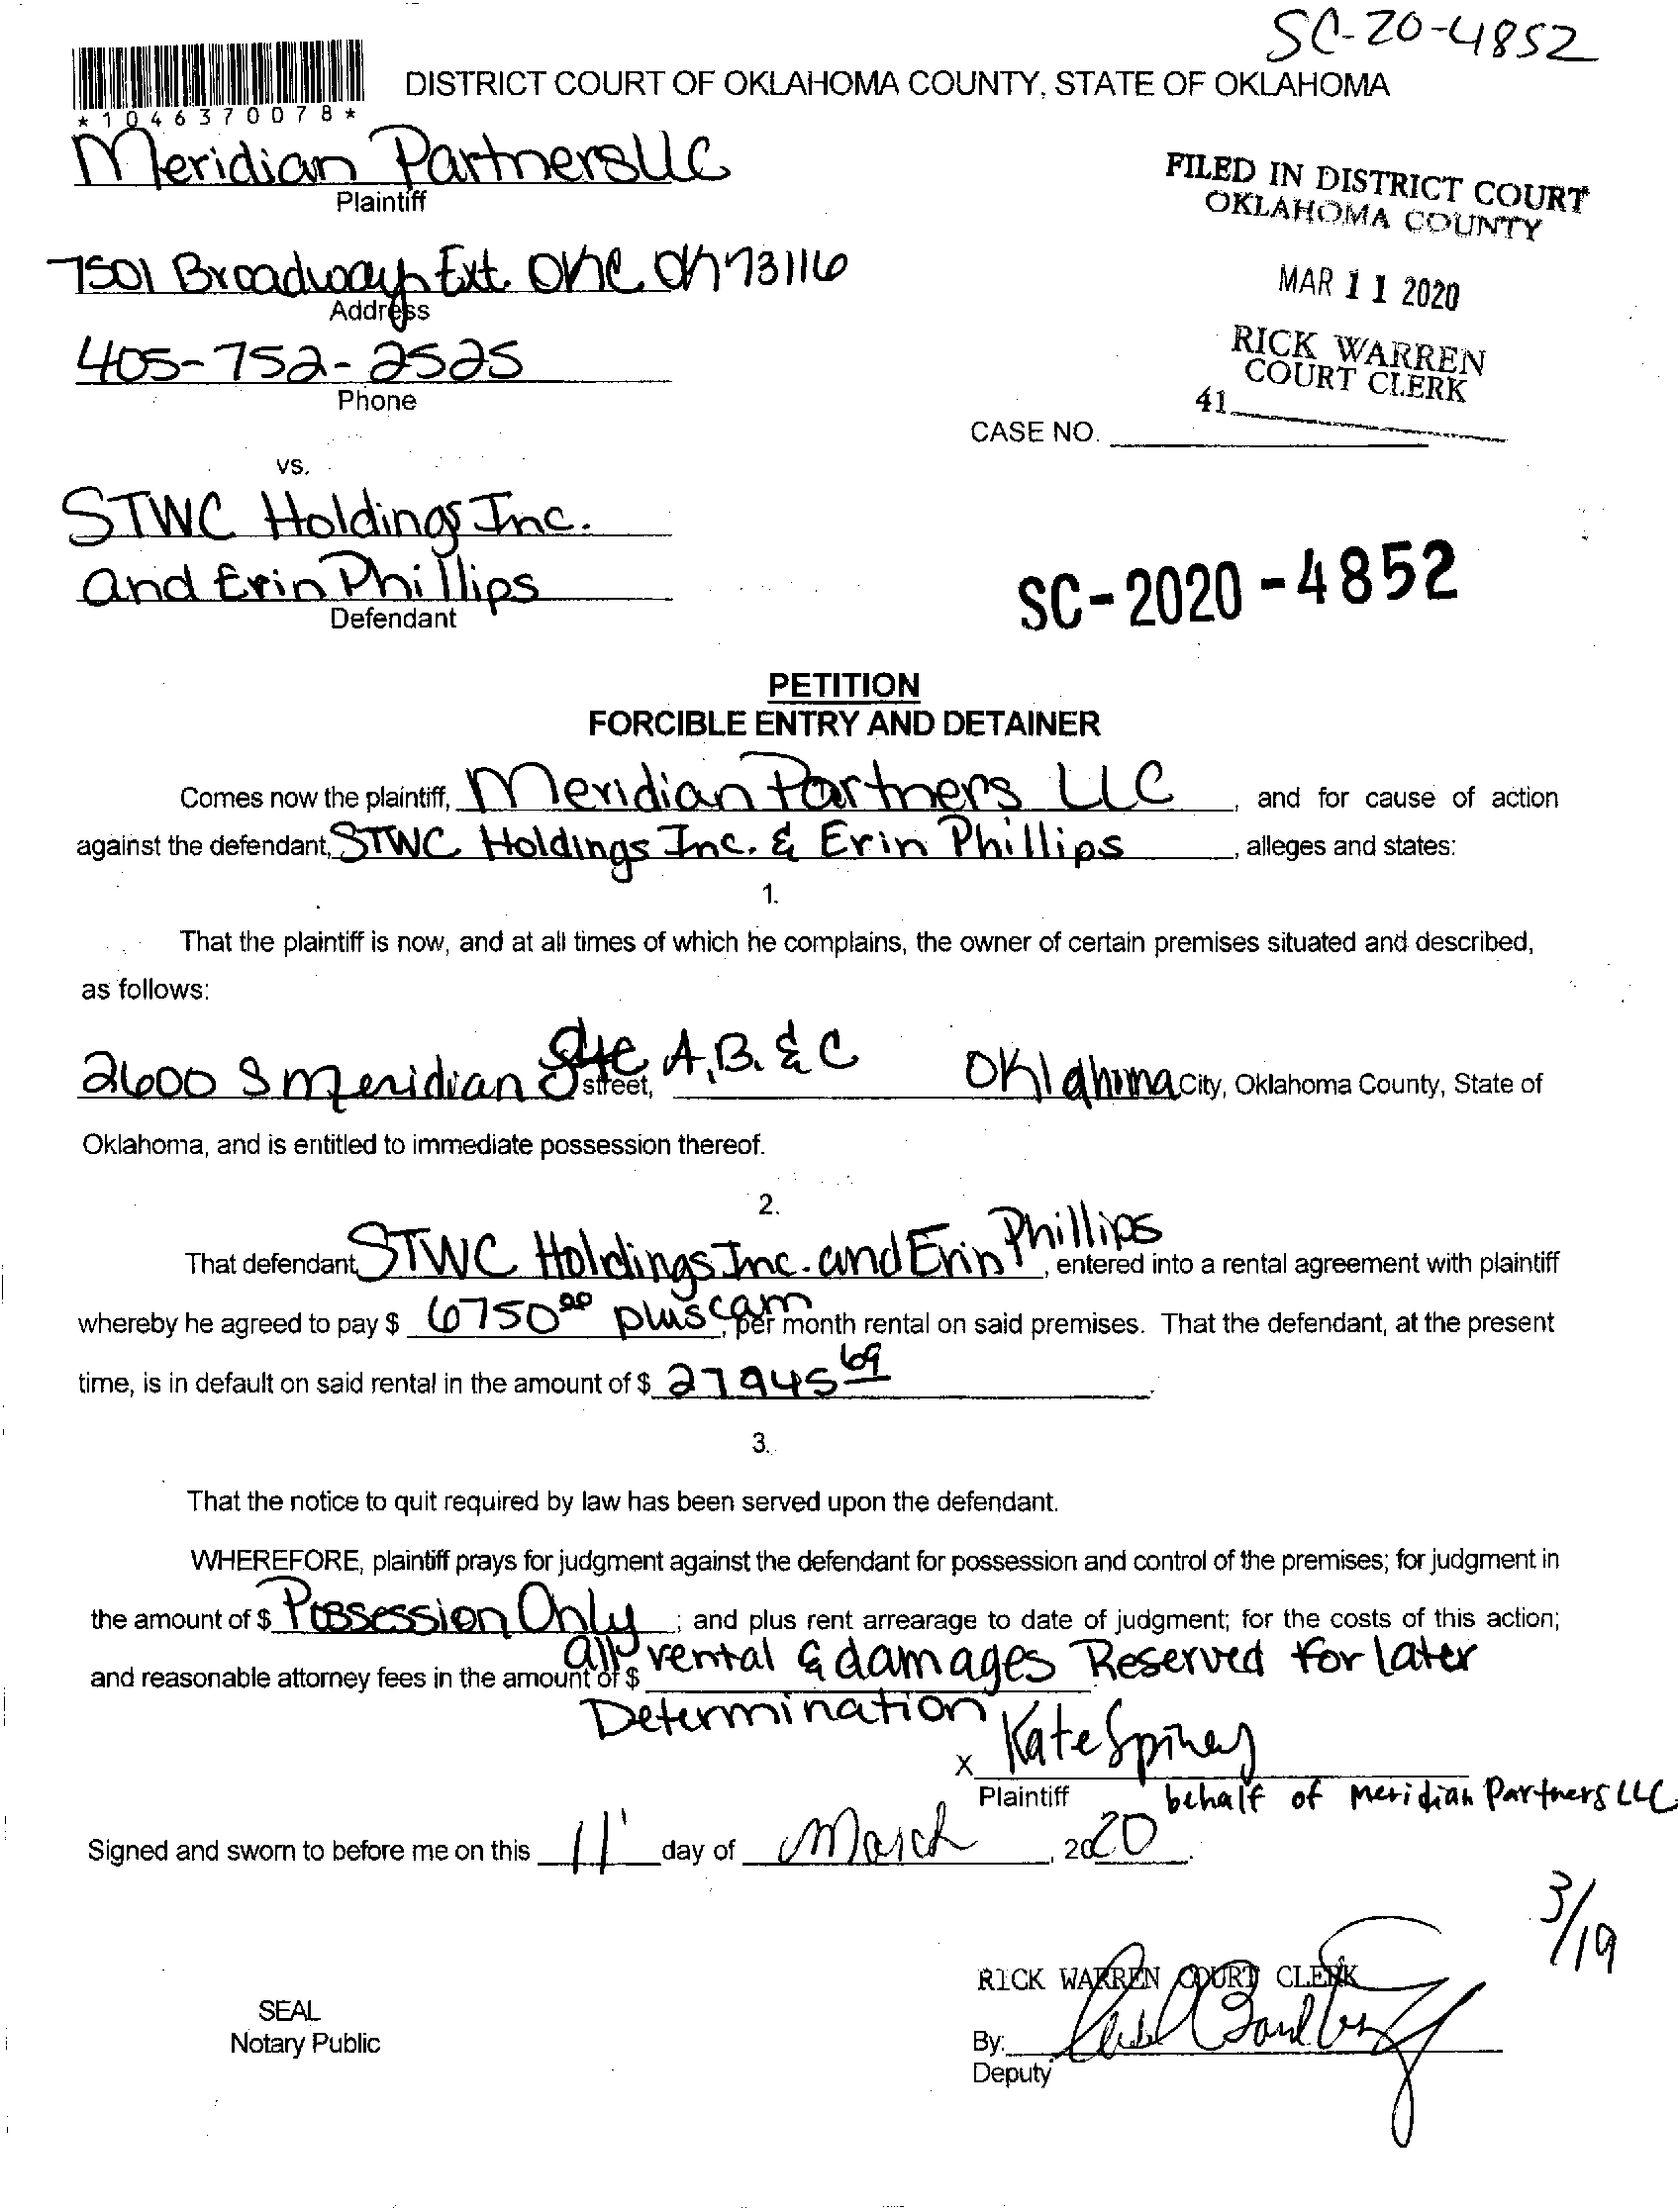 SC-20-4852
DISTRICT COURT OF OKLAHOMA COUNTY, STATE OF OKLAHOMA
*1046370078*
Meridian Partners LLC
Plaintiff
FILED IN DISTRICT COURT
OKLAHOMA COUNTY
7501 Broadway Ext. OKC OK 73116
Address
MAR 11 2020
405-752-2525
Phone
RICK WARREN
COURT CLERK
41
CASE NO.
vs.
STWC Holdings Inc.
and Erin Phillips
Defendant
SC-2020-4852
PETITION
FORCIBLE ENTRY AND DETAINER
Comes now the plaintiff, Meridian Partners LLC, and for cause of action
against the defendant, STWC Holdings Inc. & Erin Phillips, alleges and states:
1.
That the plaintiff is now, and at all times of which he complains, the owner of certain premises situated and described,
as follows:
2600 S Meridian Ste A, B. & C street, Oklahoma City, Oklahoma County, State of
Oklahoma, and is entitled to immediate possession thereof.
2.
That defendant STWC Holdings Inc. and Erin Phillips, entered into a rental agreement with plaintiff
whereby he agreed to pay $ 6750⁰⁰ plus cam, per month rental on said premises. That the defendant, at the present
time, is in default on said rental in the amount of $ 27945⁶⁹.
3.
That the notice to quit required by law has been served upon the defendant.
WHEREFORE, plaintiff prays for judgment against the defendant for possession and control of the premises; for judgment in
the amount of $ Possession Only; and plus rent arrearage to date of judgment; for the costs of this action;
and reasonable attorney fees in the amount of $ all rental & damages Reserved for later
Determination
x Kate Spiney
Plaintiff behalf of Meridian Partners LLC
Signed and sworn to before me on this 11 day of March, 2020.
3/19
RICK WARREN COURT CLERK
SEAL
Notary Public
By:
Deputy